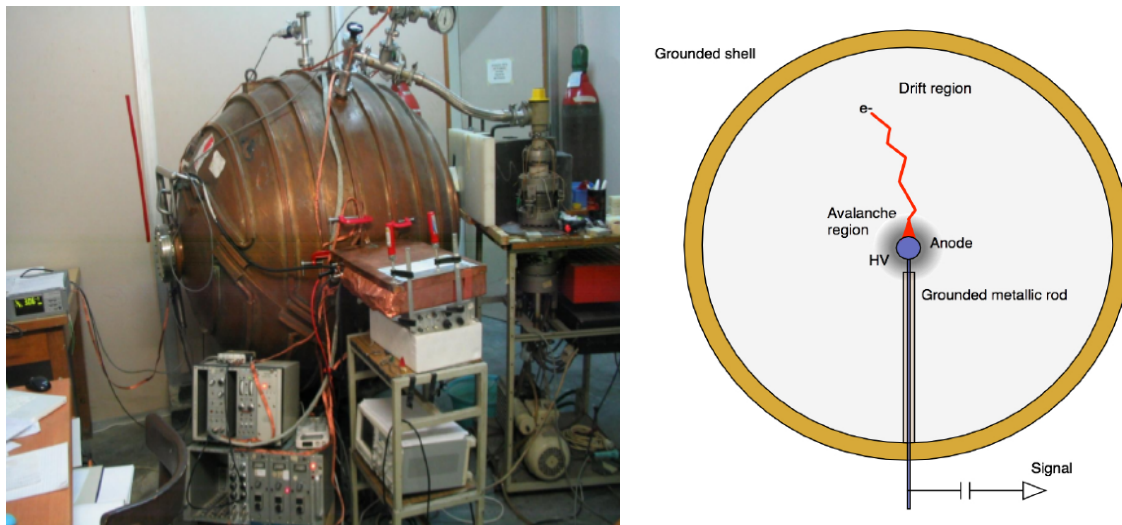 Grounded shell
Drift region
e-
Avalanche
region
Anode
HV
Grounded metallic rod
Signal